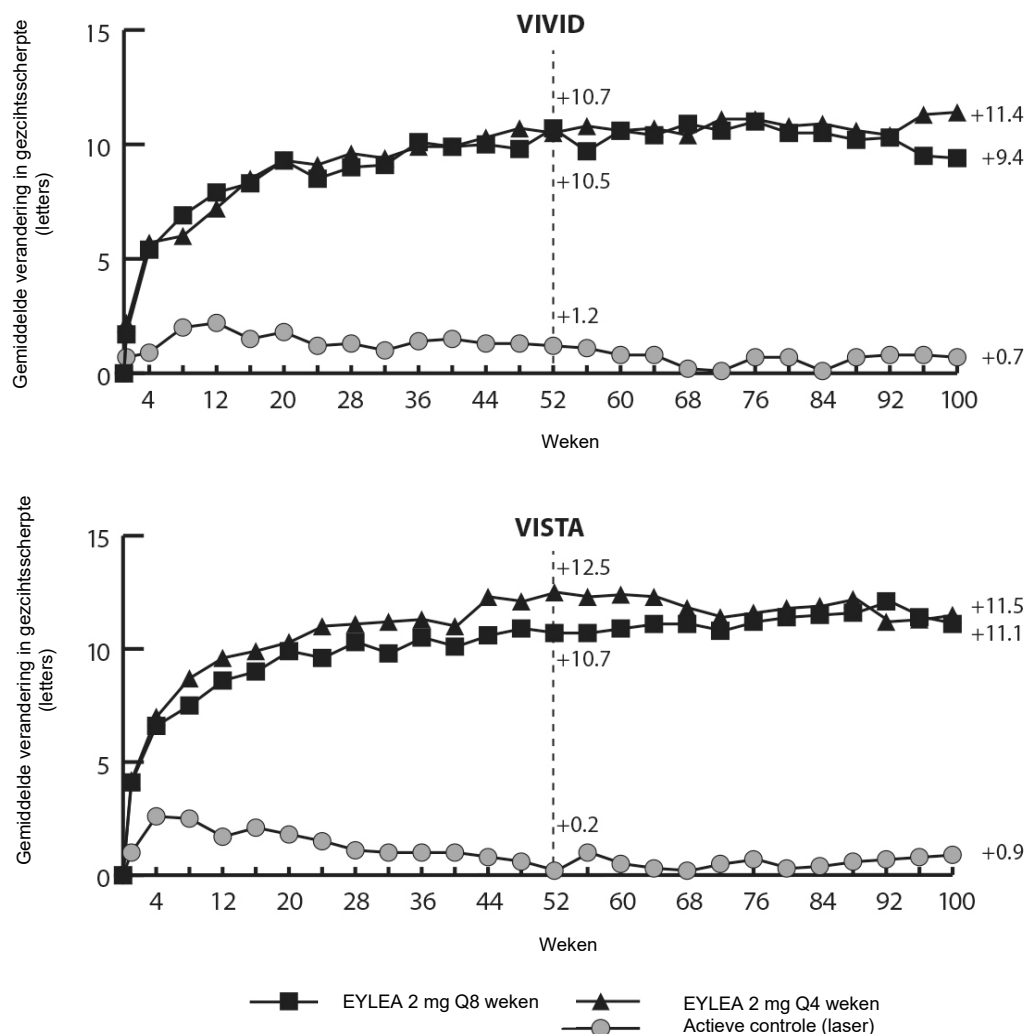 VIVID
Gemiddelde verandering in gezcihtsscherpte
(letters)
15
10
5
0
+10.7
+10.5
+1.2
+11.4
+9.4
+0.7
4 12 20 28 36 44 52 60 68 76 84 92 100
Weken
VISTA
Gemiddelde verandering in gezcihtsscherpte
(letters)
15
10
5
0
+12.5
+10.7
+0.2
+11.5
+11.1
+0.9
4 12 20 28 36 44 52 60 68 76 84 92 100
Weken
EYLEA 2 mg Q8 weken
EYLEA 2 mg Q4 weken
Actieve controle (laser)